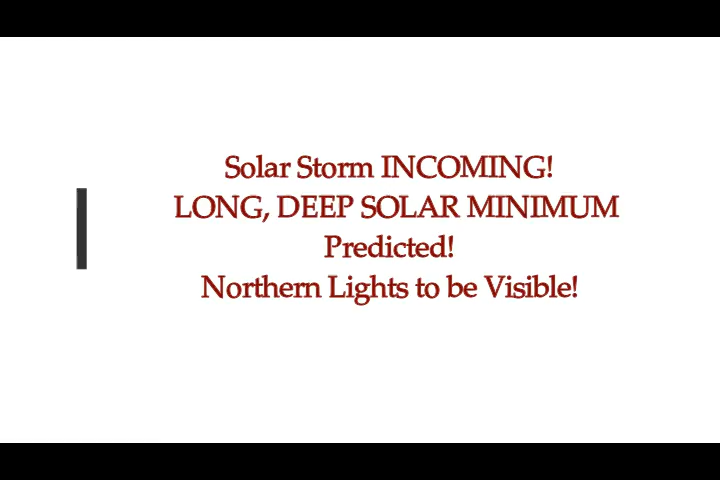 Solar Storm INCOMING!
LONG, DEEP SOLAR MINIMUM
Predicted!
Northern Lights to be Visible!